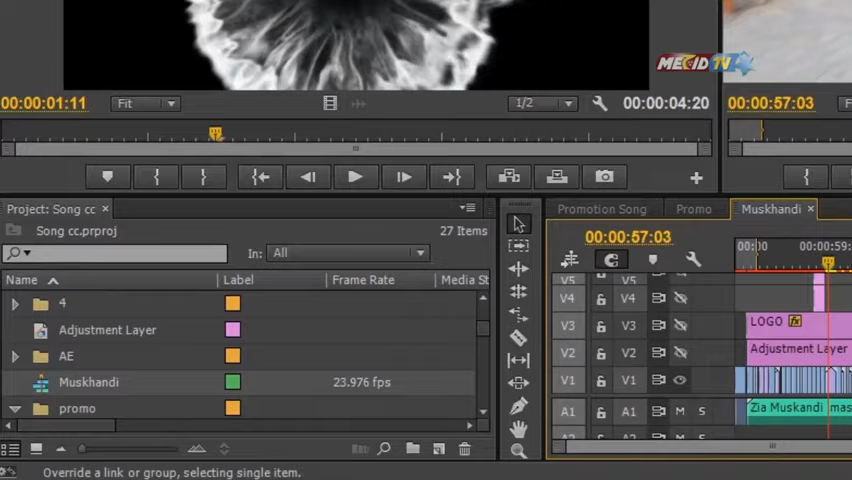 MECID TV
00:00:01:11
Fit
1/2
00:00:04:20
00:00:57:03
F
Project: Song cc
Song cc.prproj
27 Items
In: All
Name
Label
Frame Rate
Media St
4
Adjustment Layer
AE
Muskhandi
23.976 fps
promo
Override a link or group, selecting single item.
Promotion Song
Promo
Muskhandi
00:00:57:03
00:00
00:00:59:
V5
V5
V4
V4
V3
V3
LOGO fx
V2
V2
Adjustment Layer
V1
V1
A1
A1
M
S
Zia Muskandi mas